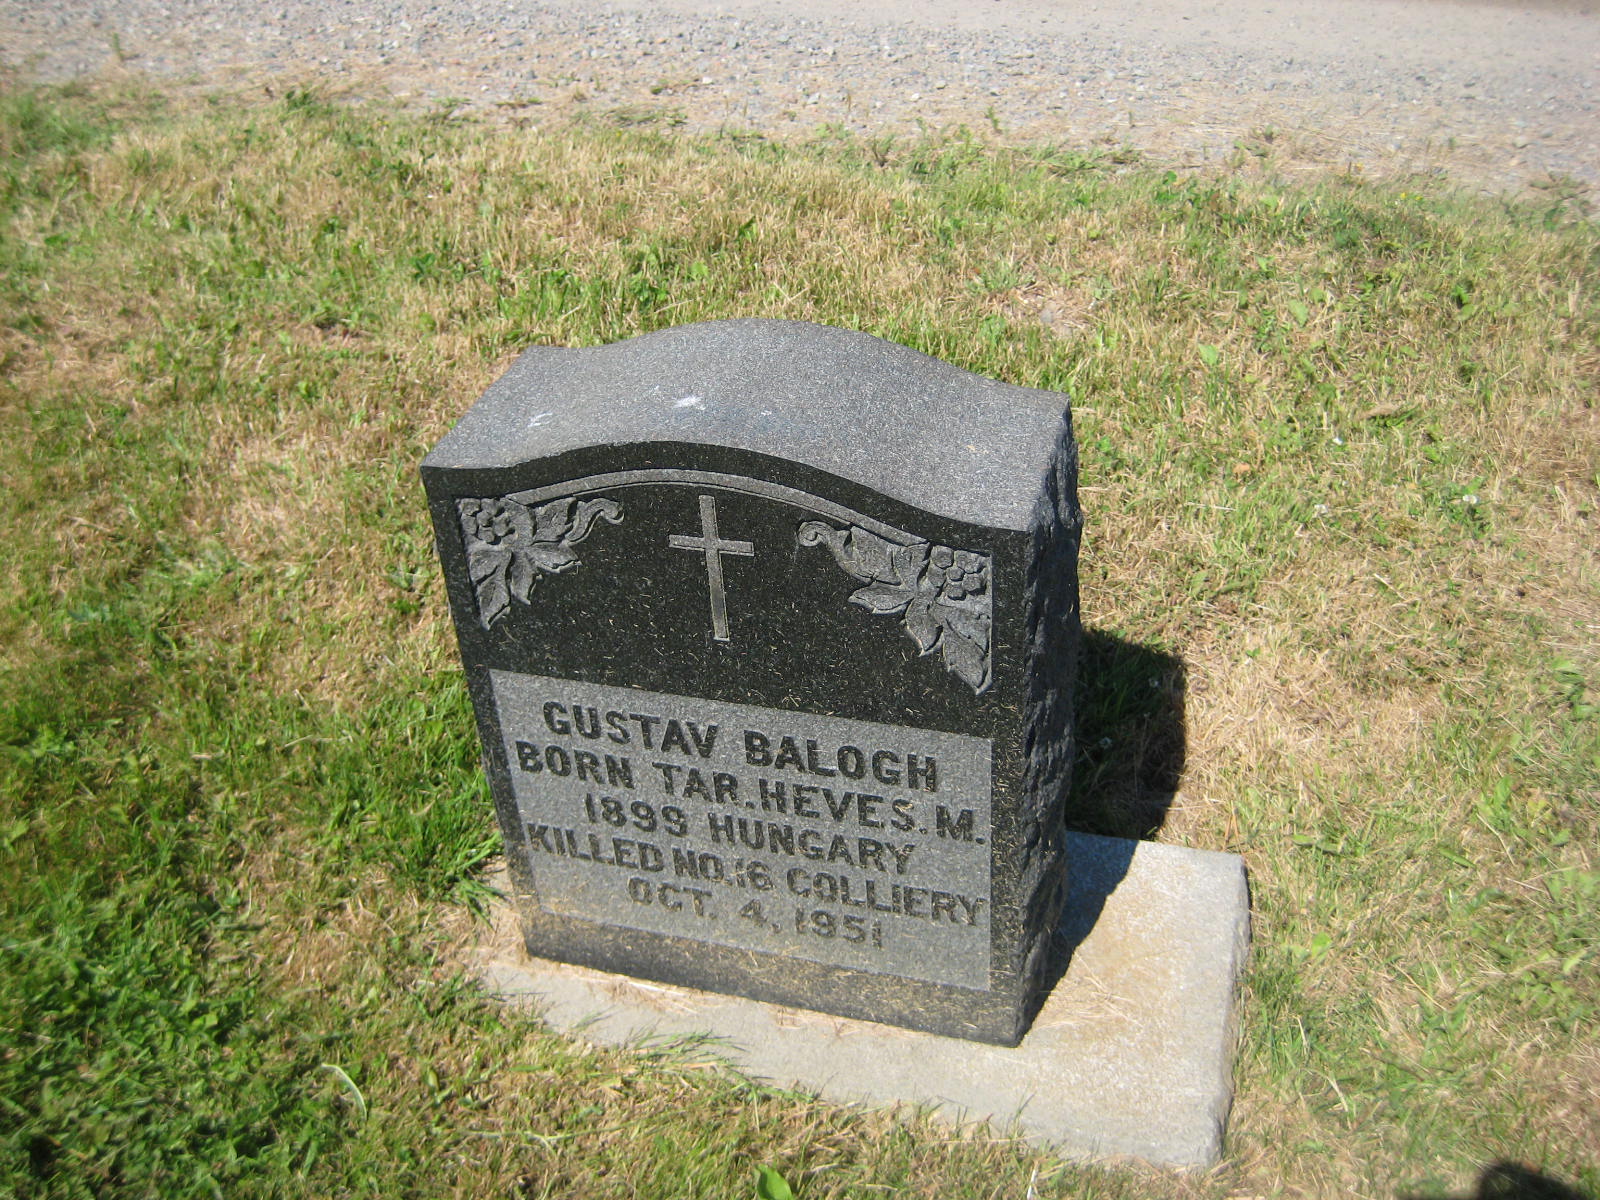 GUSTAV BALOGH
BORN TAR. HEVES. M.
1899 HUNGARY
KILLED NO. 16 COLLIERY
OCT. 4, 1951